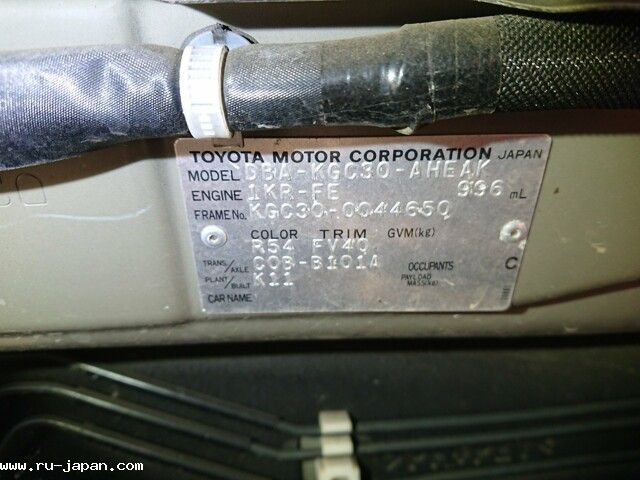 TOYOTA MOTOR CORPORATION JAPAN
MODEL DBA-KGC30-AHEAK
ENGINE 1KR-FE 996 mL
FRAME No. KGC30-0044650
COLOR TRIM GVM(kg)
R54 FV40
TRANS./AXLE C0B-B101A OCCUPANTS C
PLANT/BUILT K11 PAYLOAD MASS(kg)
CAR NAME
www.ru-japan.com